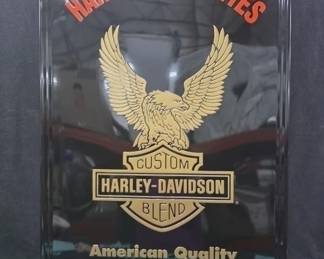 CUSTOM
HARLEY-DAVIDSON
BLEND
American Quality